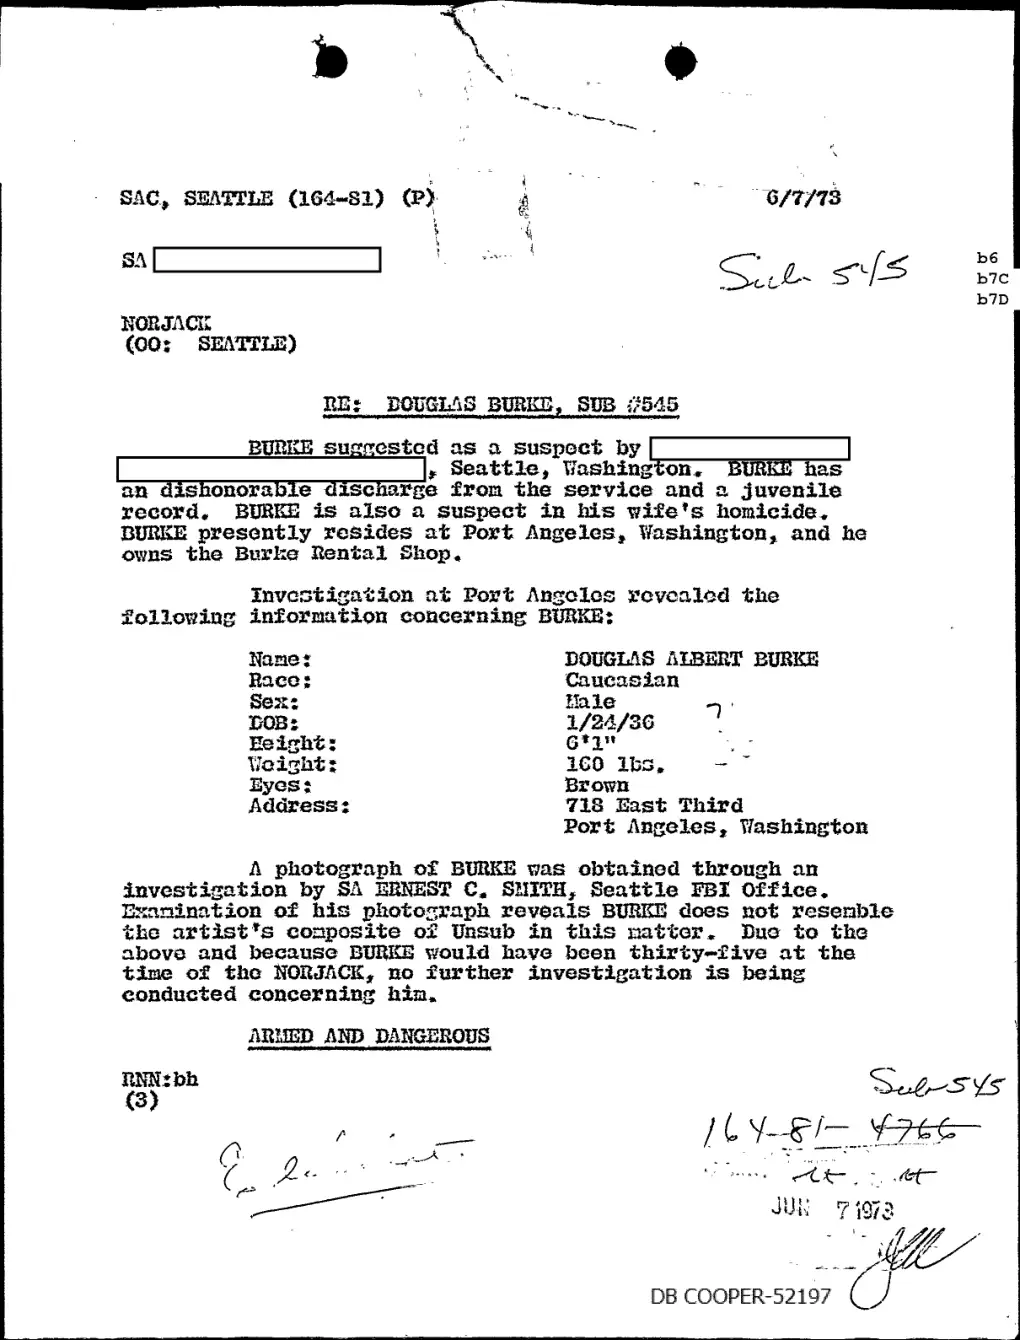 SAC, SEATTLE (164-81) (P)
6/7/73
SA
Sub 545
b6
b7C
b7D
NORJACK
(OO: SEATTLE)
RE: DOUGLAS BURKE, SUB #545
BURKE suggested as a suspect by
, Seattle, Washington. BURKE has
an dishonorable discharge from the service and a juvenile
record. BURKE is also a suspect in his wife's homicide.
BURKE presently resides at Port Angeles, Washington, and he
owns the Burke Rental Shop.
Investigation at Port Angeles revealed the
following information concerning BURKE:
Name: DOUGLAS ALBERT BURKE
Race: Caucasian
Sex: Male
DOB: 1/24/36
Height: 6'1"
Weight: 160 lbs.
Eyes: Brown
Address: 718 East Third
Port Angeles, Washington
A photograph of BURKE was obtained through an
investigation by SA ERNEST C. SMITH, Seattle FBI Office.
Examination of his photograph reveals BURKE does not resemble
the artist's composite of Unsub in this matter. Due to the
above and because BURKE would have been thirty-five at the
time of the NORJACK, no further investigation is being
conducted concerning him.
ARMED AND DANGEROUS
RNN:bh
(3)
Sub 545
164-81-4766
JUN 7 1973
DB COOPER-52197